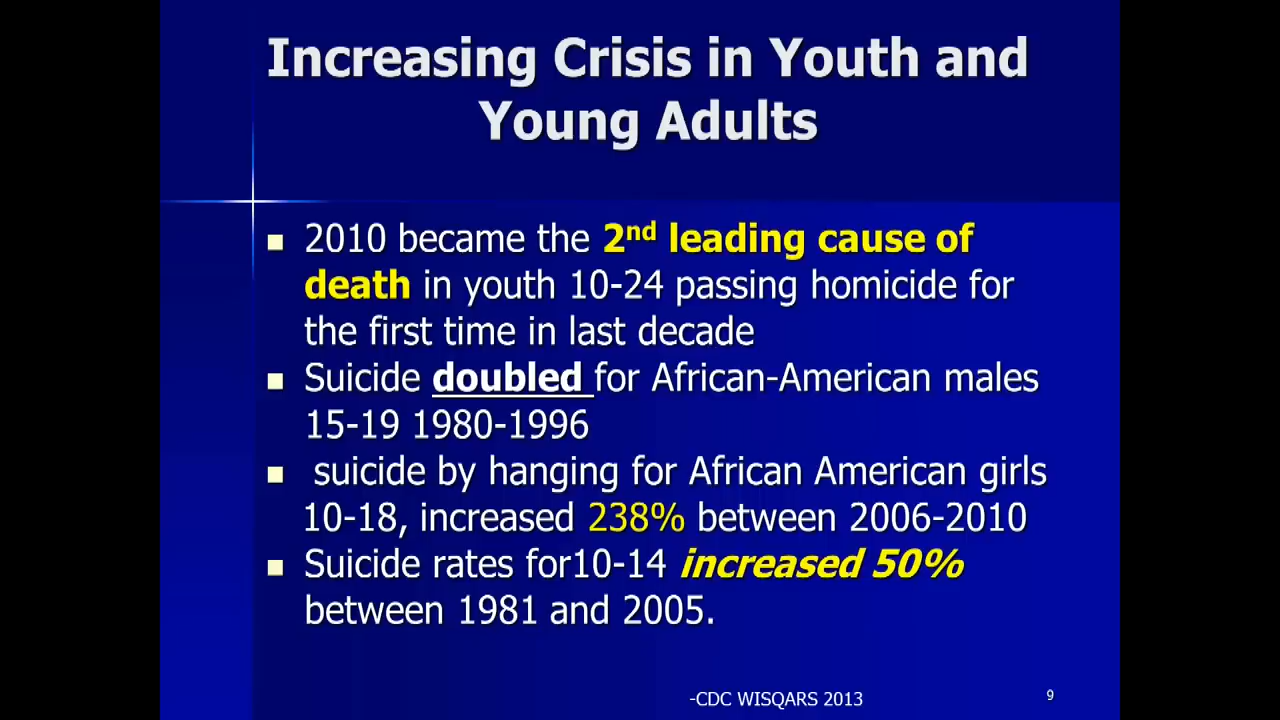 Increasing Crisis in Youth and
Young Adults
2010 became the 2nd leading cause of
death in youth 10-24 passing homicide for
the first time in last decade
Suicide doubled for African-American males
15-19 1980-1996
suicide by hanging for African American girls
10-18, increased 238% between 2006-2010
Suicide rates for10-14 increased 50%
between 1981 and 2005.
-CDC WISQARS 2013
9